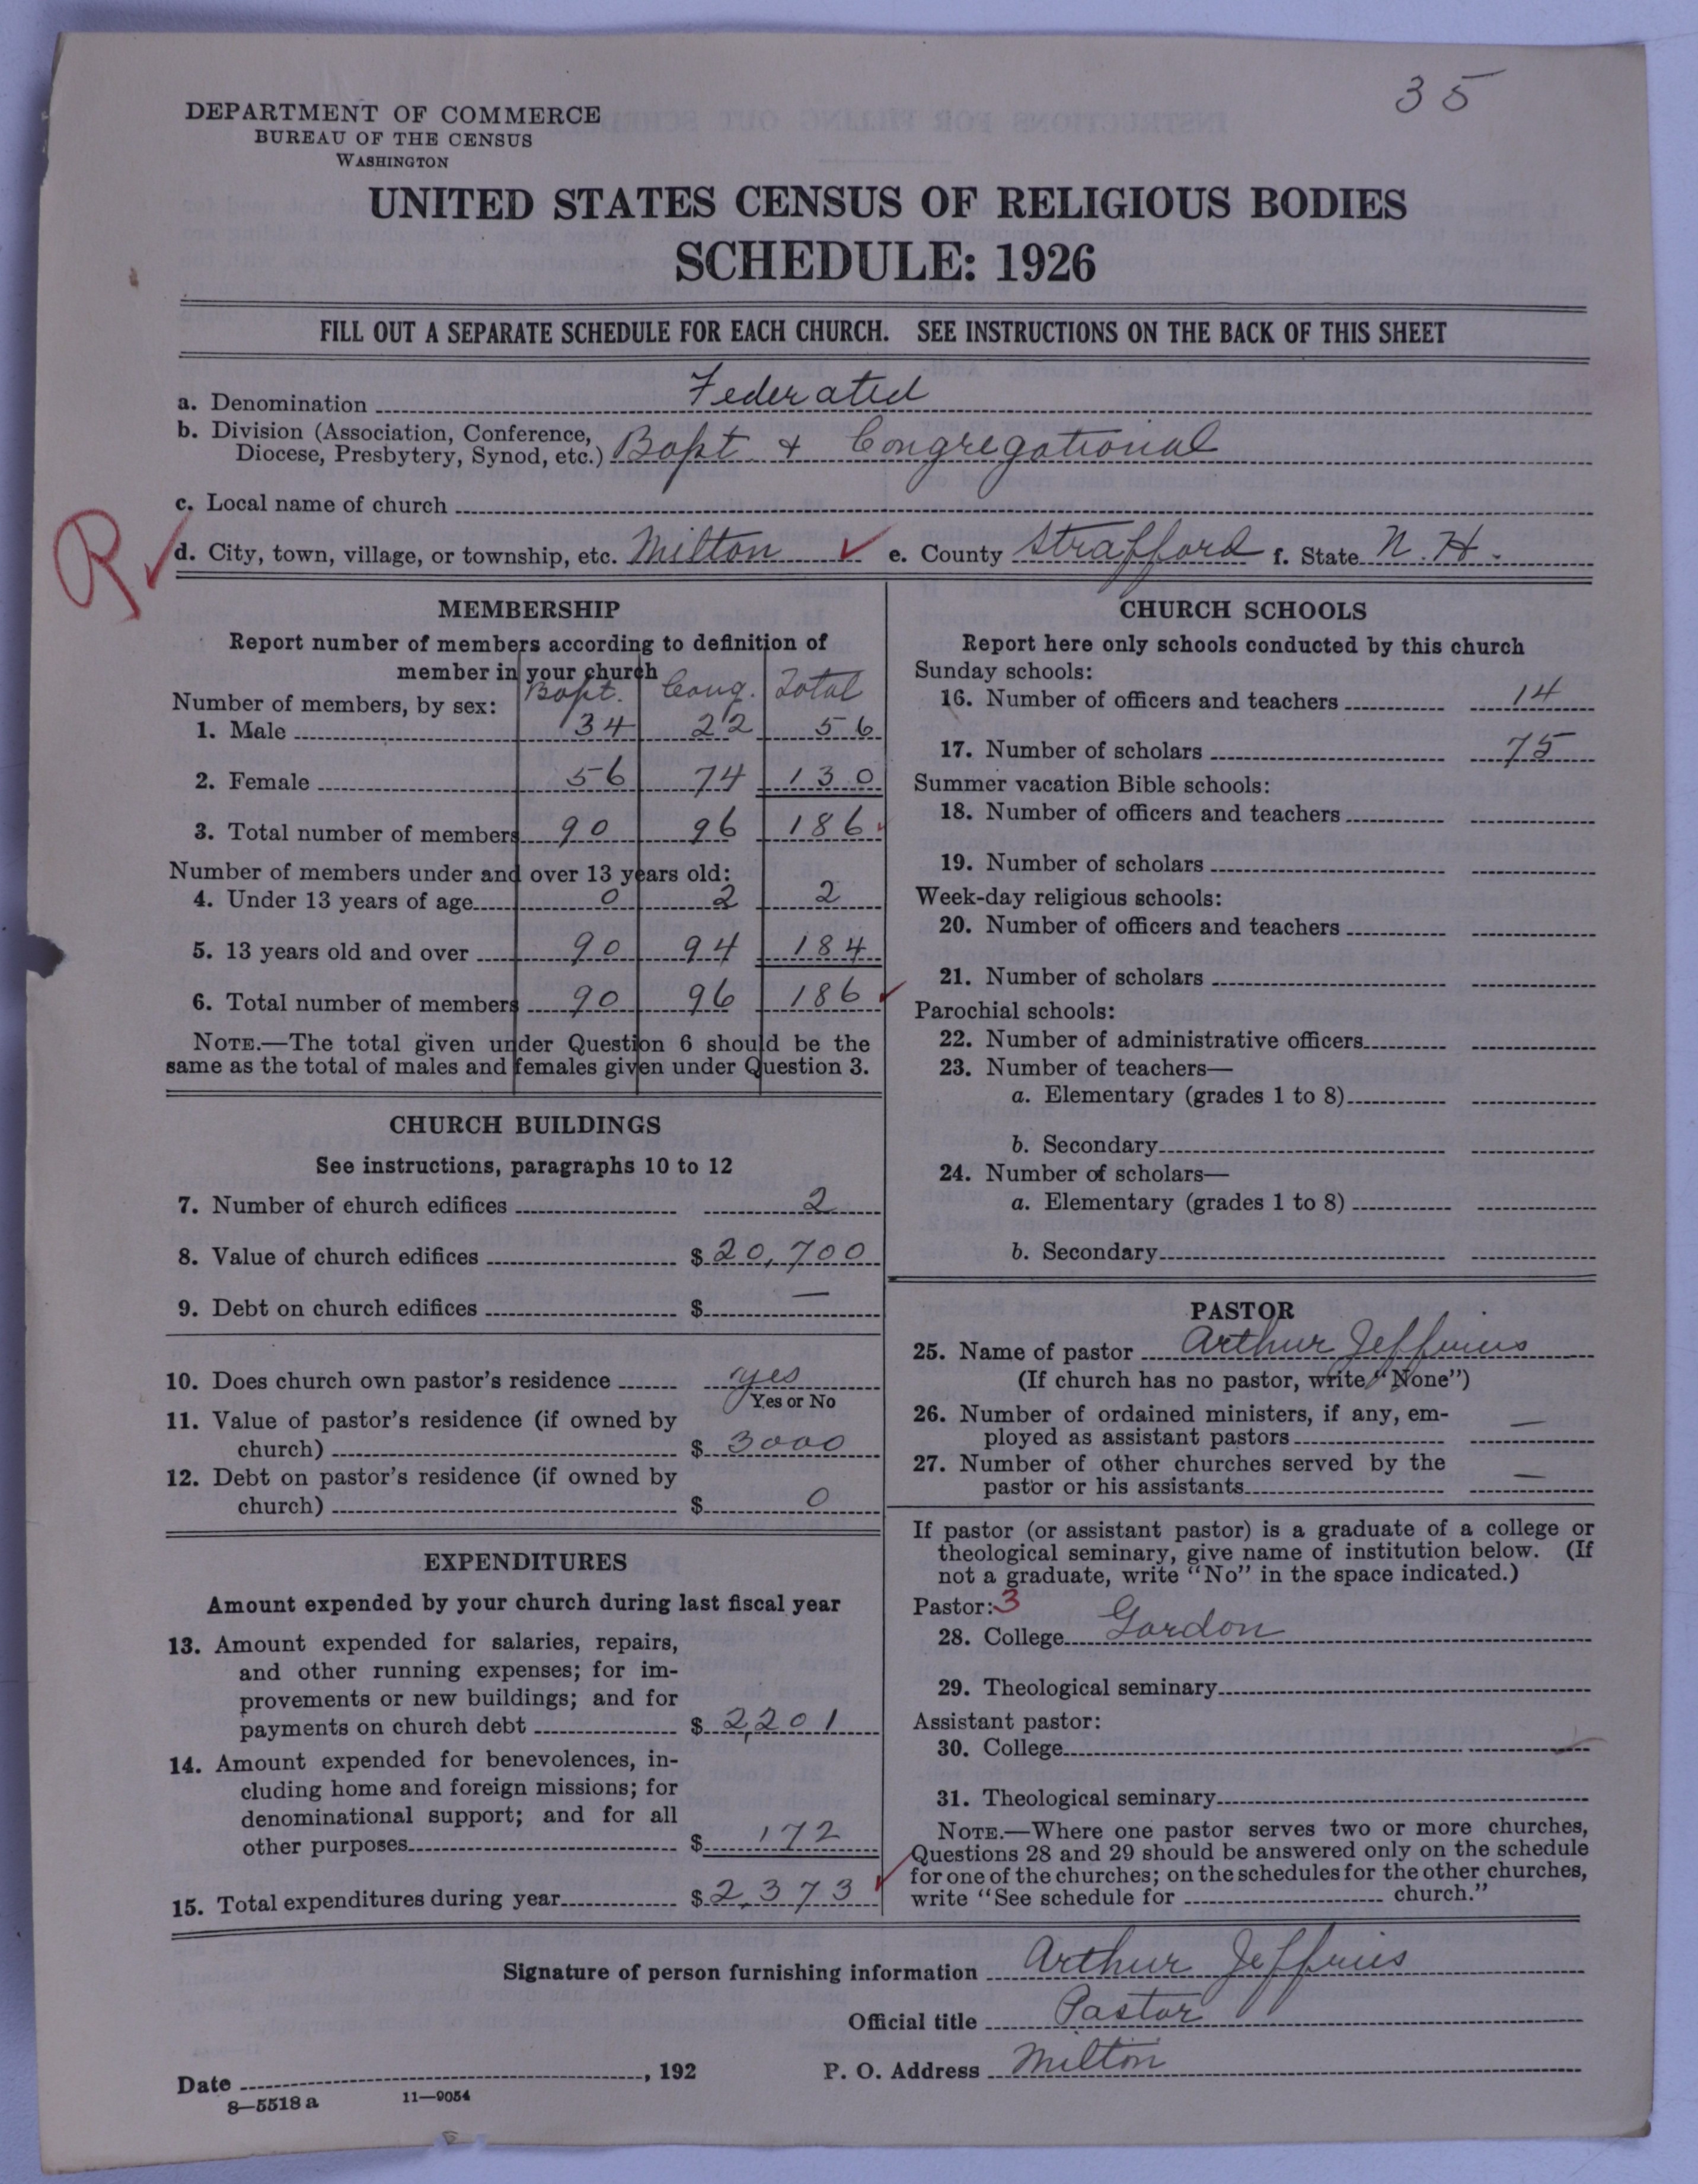 35
DEPARTMENT OF COMMERCE
BUREAU OF THE CENSUS
WASHINGTON
UNITED STATES CENSUS OF RELIGIOUS BODIES
SCHEDULE: 1926
FILL OUT A SEPARATE SCHEDULE FOR EACH CHURCH. SEE INSTRUCTIONS ON THE BACK OF THIS SHEET
a. Denomination Federated
b. Division (Association, Conference,
Diocese, Presbytery, Synod, etc.) Bapt. & Congregational
c. Local name of church
R
d. City, town, village, or township, etc. Milton e. County Strafford f. State N. H.
MEMBERSHIP
Report number of members according to definition of
member in your church
Bapt. Cong. Total
Number of members, by sex:
1. Male 34 22 56
2. Female 56 74 130
3. Total number of members 90 96 186
Number of members under and over 13 years old:
4. Under 13 years of age 0 2 2
5. 13 years old and over 90 94 184
6. Total number of members 90 96 186
NOTE.—The total given under Question 6 should be the
same as the total of males and females given under Question 3.
CHURCH BUILDINGS
See instructions, paragraphs 10 to 12
7. Number of church edifices 2
8. Value of church edifices $ 20,700
9. Debt on church edifices $ —
10. Does church own pastor's residence yes
Yes or No
11. Value of pastor's residence (if owned by
church) $ 3000
12. Debt on pastor's residence (if owned by
church) $ 0
EXPENDITURES
Amount expended by your church during last fiscal year
13. Amount expended for salaries, repairs,
and other running expenses; for im-
provements or new buildings; and for
payments on church debt $ 2,201
14. Amount expended for benevolences, in-
cluding home and foreign missions; for
denominational support; and for all
other purposes $ 172
15. Total expenditures during year $ 2,373
CHURCH SCHOOLS
Report here only schools conducted by this church
Sunday schools:
16. Number of officers and teachers 14
17. Number of scholars 75
Summer vacation Bible schools:
18. Number of officers and teachers
19. Number of scholars
Week-day religious schools:
20. Number of officers and teachers
21. Number of scholars
Parochial schools:
22. Number of administrative officers
23. Number of teachers—
a. Elementary (grades 1 to 8)
b. Secondary
24. Number of scholars—
a. Elementary (grades 1 to 8)
b. Secondary
PASTOR
25. Name of pastor Arthur Jeffries
(If church has no pastor, write "None")
26. Number of ordained ministers, if any, em-
ployed as assistant pastors —
27. Number of other churches served by the
pastor or his assistants —
If pastor (or assistant pastor) is a graduate of a college or
theological seminary, give name of institution below. (If
not a graduate, write "No" in the space indicated.)
Pastor: 3
28. College Gordon
29. Theological seminary
Assistant pastor:
30. College
31. Theological seminary
NOTE.—Where one pastor serves two or more churches,
Questions 28 and 29 should be answered only on the schedule
for one of the churches; on the schedules for the other churches,
write "See schedule for church."
Signature of person furnishing information Arthur Jeffries
Official title Pastor
Date , 192 P. O. Address Milton
8—5518 a 11—9054